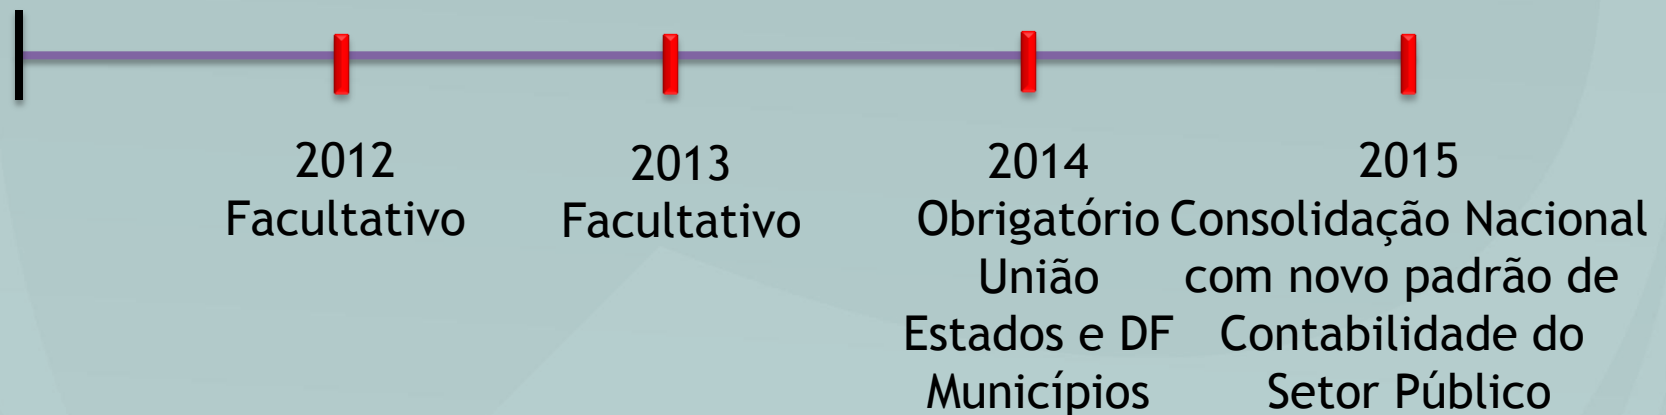 2012
Facultativo
2013
Facultativo
2014
Obrigatório
União
Estados e DF
Municípios
2015
Consolidação Nacional
com novo padrão de
Contabilidade do
Setor Público